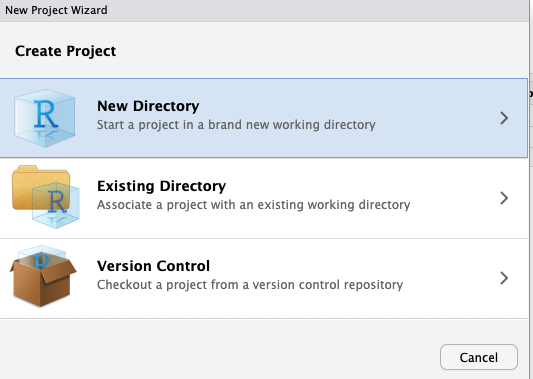 New Project Wizard
Create Project
New Directory
Start a project in a brand new working directory
Existing Directory
Associate a project with an existing working directory
Version Control
Checkout a project from a version control repository
Cancel